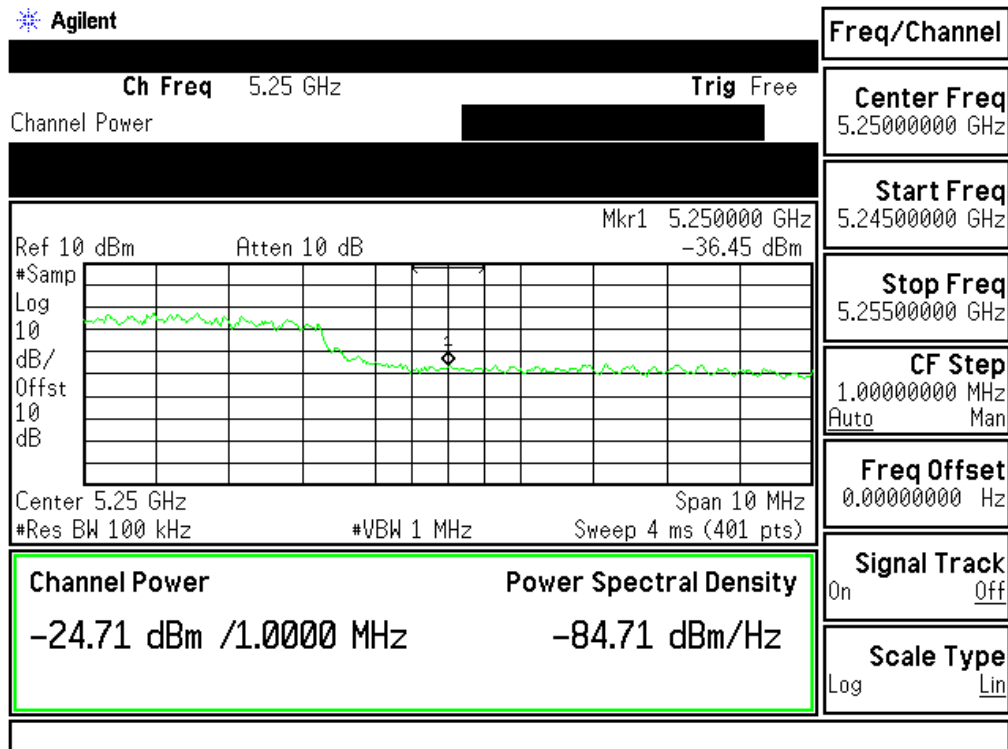 Agilent
Freq/Channel
Ch Freq 5.25 GHz Trig Free
Channel Power
Center Freq
5.25000000 GHz
Start Freq
5.24500000 GHz
Stop Freq
5.25500000 GHz
CF Step
1.00000000 MHz
Auto Man
Freq Offset
0.00000000 Hz
Signal Track
On Off
Scale Type
Log Lin
Mkr1 5.250000 GHz
Ref 10 dBm Atten 10 dB -36.45 dBm
#Samp
Log
10
dB/
Offst
10
dB
1
Center 5.25 GHz Span 10 MHz
#Res BW 100 kHz #VBW 1 MHz Sweep 4 ms (401 pts)
Channel Power Power Spectral Density
-24.71 dBm /1.0000 MHz -84.71 dBm/Hz